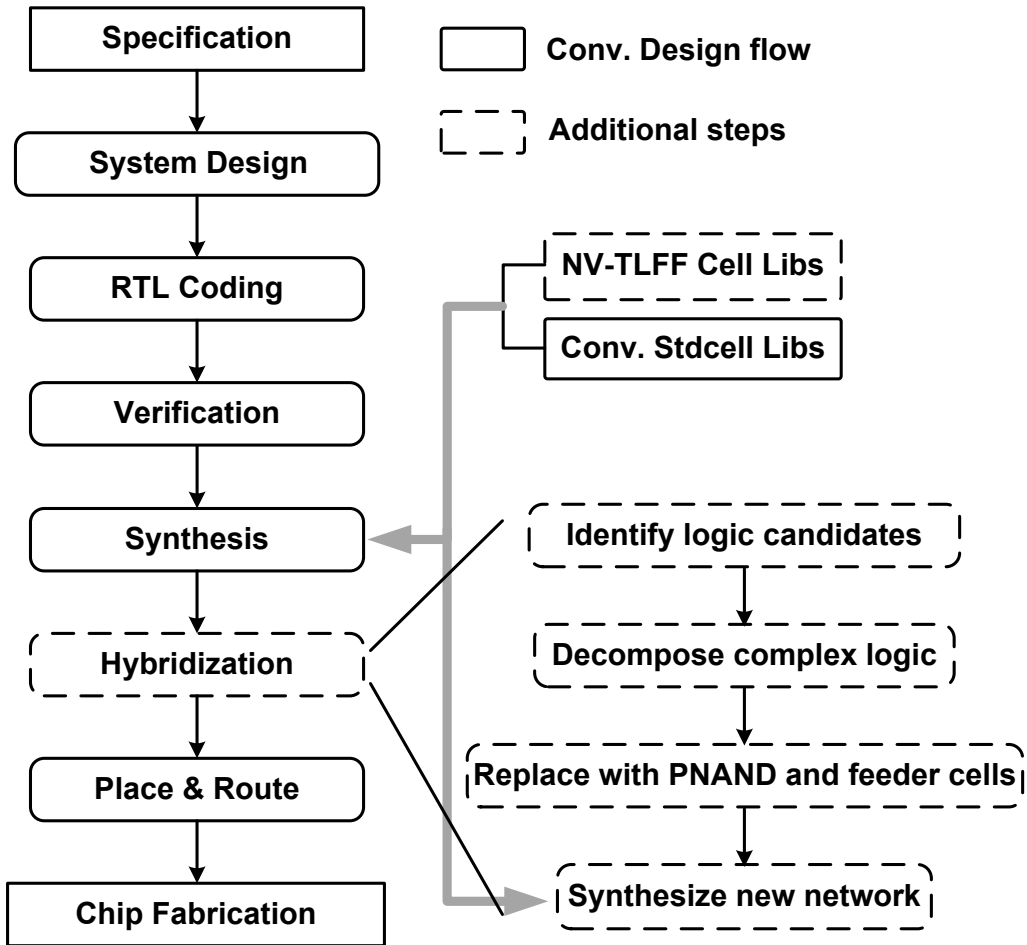 Specification
System Design
RTL Coding
Verification
Synthesis
Hybridization
Place & Route
Chip Fabrication
Conv. Design flow
Additional steps
NV-TLFF Cell Libs
Conv. Stdcell Libs
Identify logic candidates
Decompose complex logic
Replace with PNAND and feeder cells
Synthesize new network